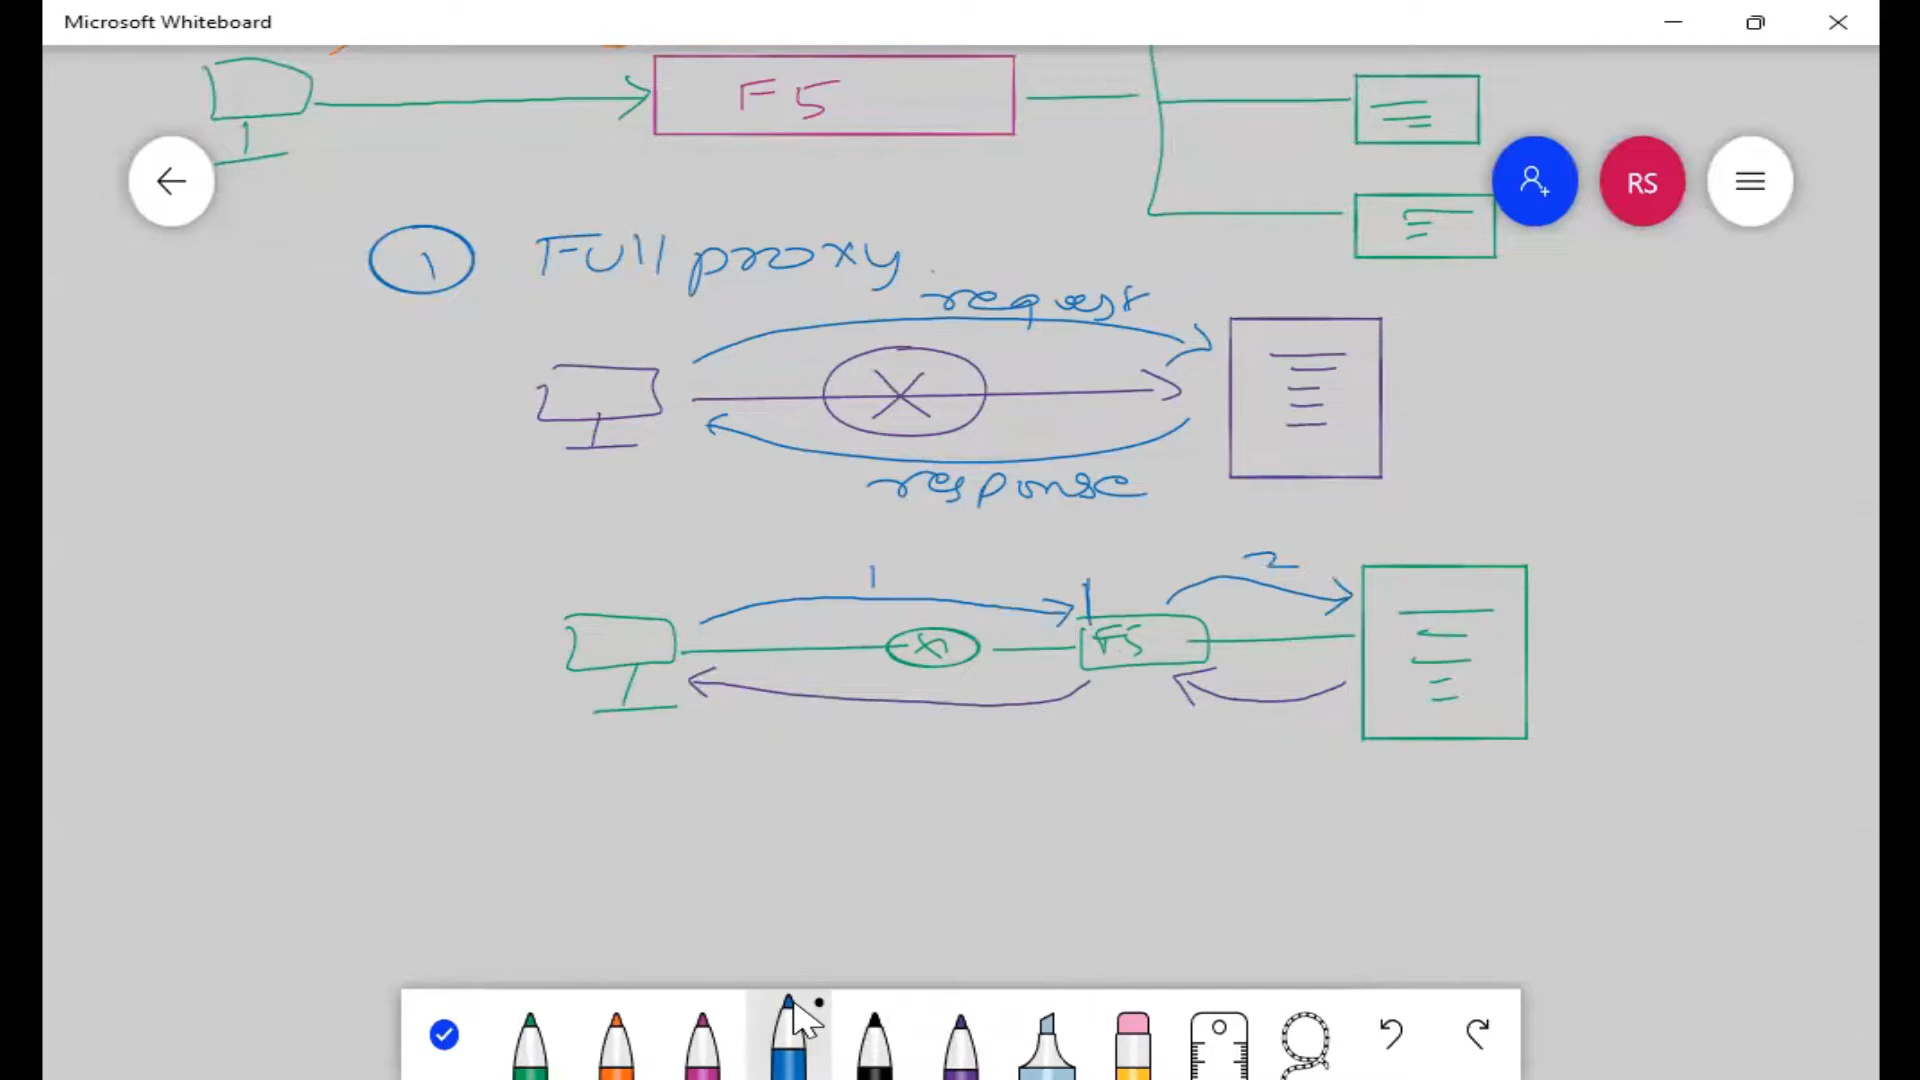 Microsoft Whiteboard
F5
RS
1 Full proxy
request
response
1 2
F5